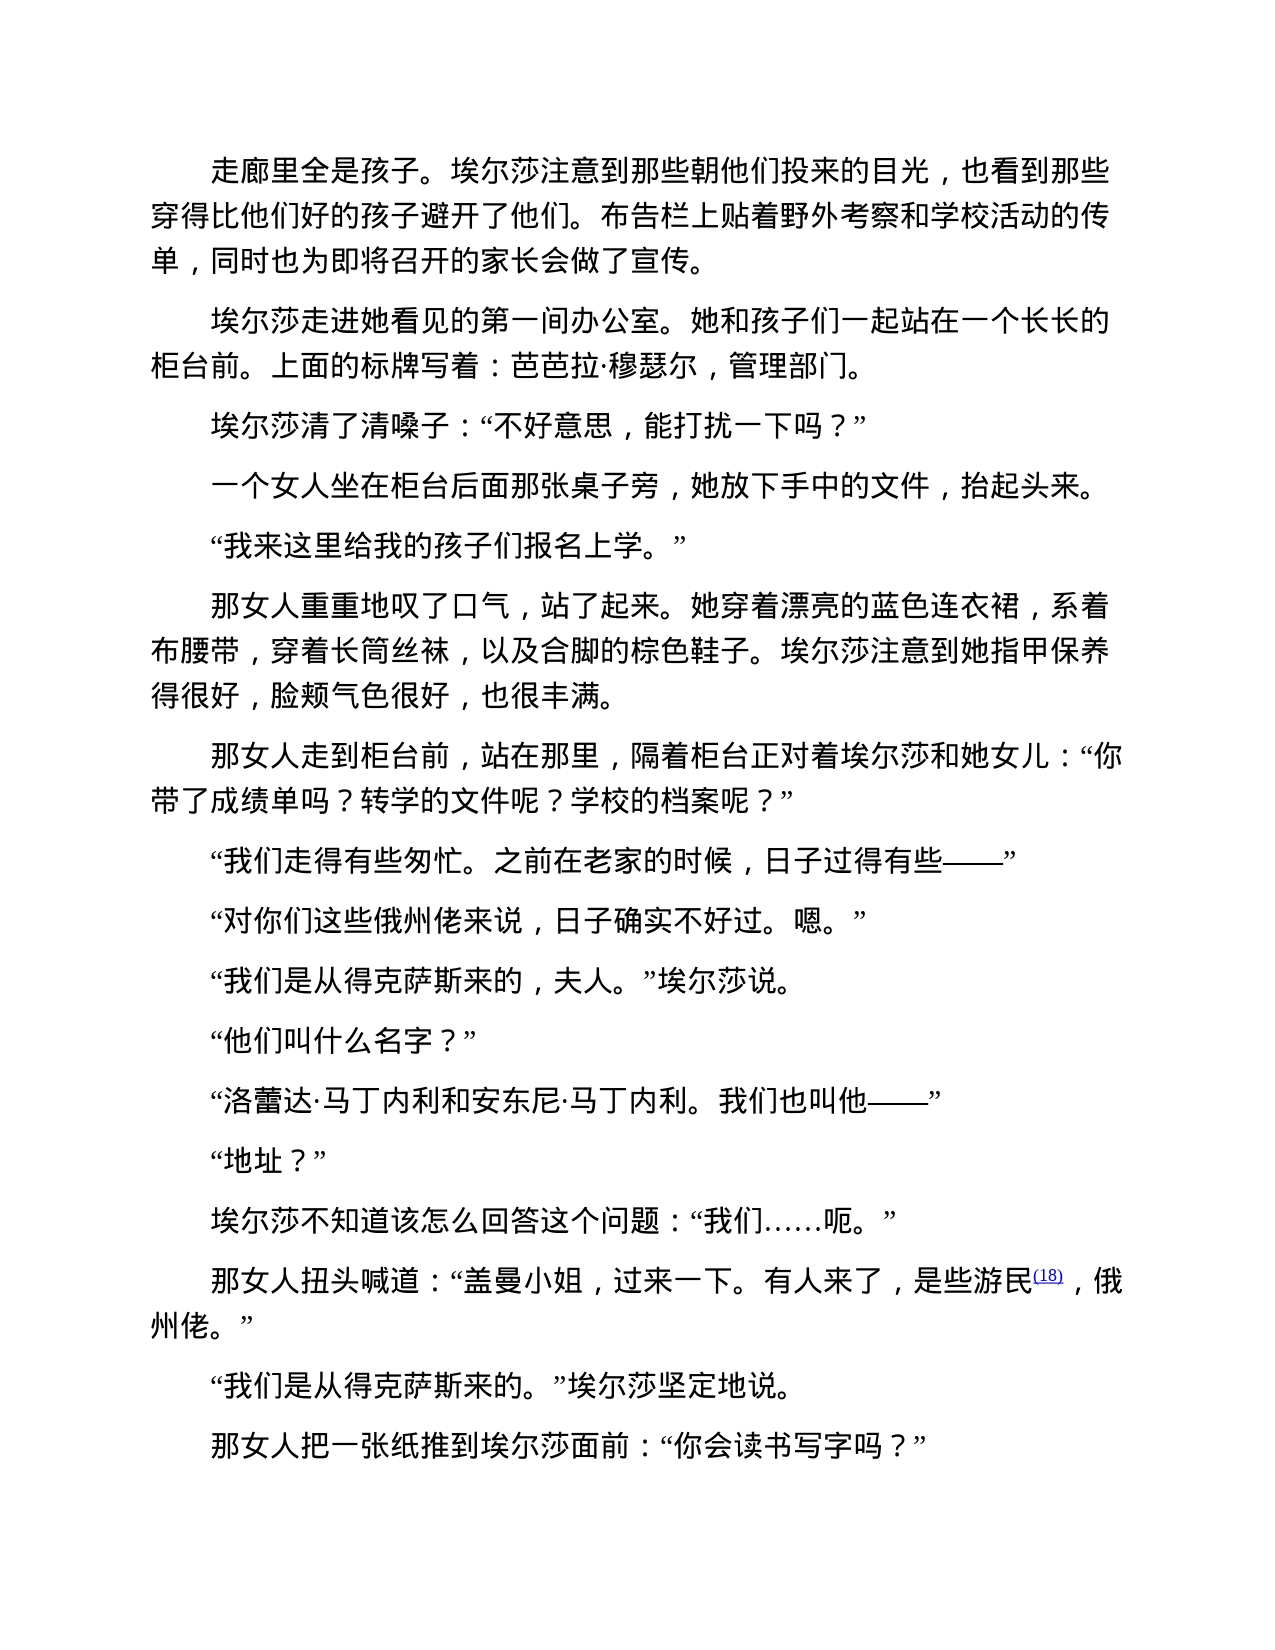 走廊里全是孩子。埃尔莎注意到那些朝他们投来的目光，也看到那些
穿得比他们好的孩子避开了他们。布告栏上贴着野外考察和学校活动的传
单，同时也为即将召开的家长会做了宣传。
埃尔莎走进她看见的第一间办公室。她和孩子们一起站在一个长长的
柜台前。上面的标牌写着：芭芭拉·穆瑟尔，管理部门。
埃尔莎清了清嗓子：“不好意思，能打扰一下吗？”
一个女人坐在柜台后面那张桌子旁，她放下手中的文件，抬起头来。
“我来这里给我的孩子们报名上学。”
那女人重重地叹了口气，站了起来。她穿着漂亮的蓝色连衣裙，系着
布腰带，穿着长筒丝袜，以及合脚的棕色鞋子。埃尔莎注意到她指甲保养
得很好，脸颊气色很好，也很丰满。
那女人走到柜台前，站在那里，隔着柜台正对着埃尔莎和她女儿：“你
带了成绩单吗？转学的文件呢？学校的档案呢？”
“我们走得有些匆忙。之前在老家的时候，日子过得有些——”
“对你们这些俄州佬来说，日子确实不好过。嗯。”
“我们是从得克萨斯来的，夫人。”埃尔莎说。
“他们叫什么名字？”
“洛蕾达·马丁内利和安东尼·马丁内利。我们也叫他——”
“地址？”
埃尔莎不知道该怎么回答这个问题：“我们……呃。”
那女人扭头喊道：“盖曼小姐，过来一下。有人来了，是些游民(18)，俄
州佬。”
“我们是从得克萨斯来的。”埃尔莎坚定地说。
那女人把一张纸推到埃尔莎面前：“你会读书写字吗？”